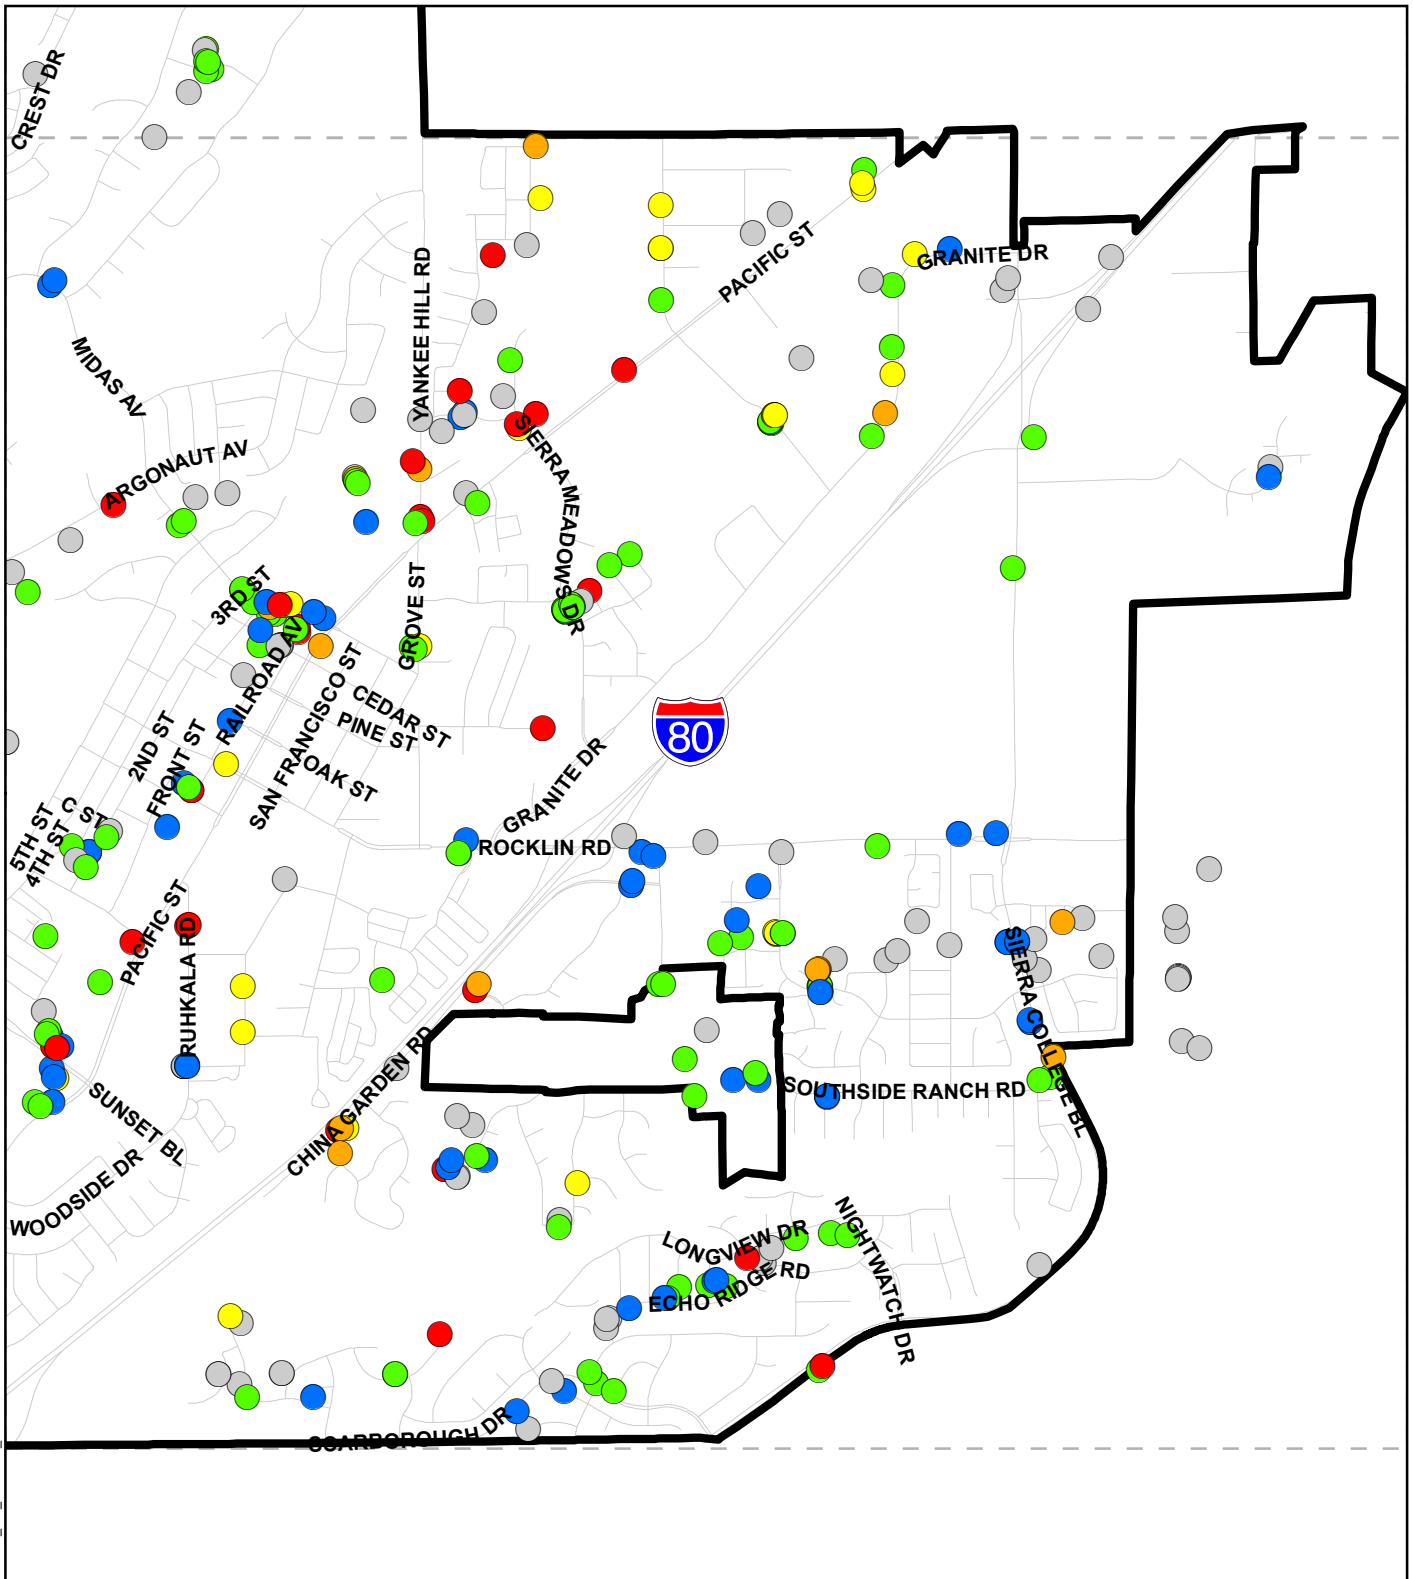 CREST DR
GRANITE DR
PACIFIC ST
YANKEE HILL RD
MIDAS AV
ARGONAUT AV
SIERRA MEADOWS DR
3RD ST
GROVE ST
RAILROAD AV
SAN FRANCISCO ST
CEDAR ST
PINE ST
OAK ST
2ND ST
FRONT ST
80
GRANITE DR
C ST
5TH ST
4TH ST
ROCKLIN RD
PACIFIC ST
RUHKALA RD
SIERRA COLLEGE BL
CHINA GARDEN RD
SUNSET BL
SOUTHSIDE RANCH RD
WOODSIDE DR
LONGVIEW DR
NIGHTWATCH DR
ECHO RIDGE RD
SCARBOROUGH DR